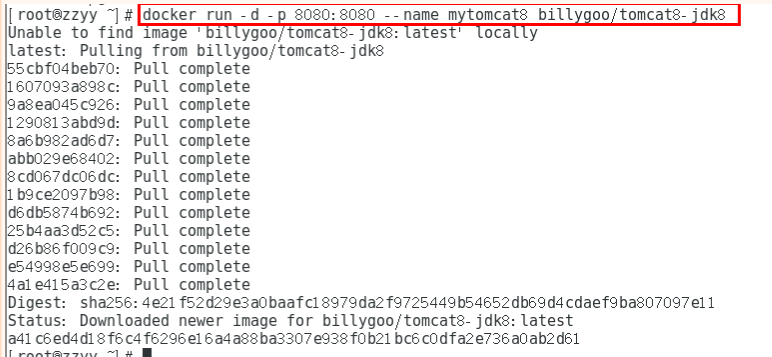 [root@zzyy ~]# docker run -d -p 8080:8080 --name mytomcat8 billygoo/tomcat8-jdk8
Unable to find image 'billygoo/tomcat8-jdk8:latest' locally
latest: Pulling from billygoo/tomcat8-jdk8
55cbf04beb70: Pull complete
1607093a898c: Pull complete
9a8ea045c926: Pull complete
1290813abd9d: Pull complete
8a6b982ad6d7: Pull complete
abb029e68402: Pull complete
8cd067dc06dc: Pull complete
1b9ce2097b98: Pull complete
d6db5874b692: Pull complete
25b4aa3d52c5: Pull complete
d26b86f009c9: Pull complete
e54998e5e699: Pull complete
4a1e415a3c2e: Pull complete
Digest: sha256:4e21f52d29e3a0baafc18979da2f9725449b54652db69d4cdaef9ba807097e11
Status: Downloaded newer image for billygoo/tomcat8-jdk8:latest
a41c6ed4d18f6c4f6296e16a4a88ba3307e938f0b21bc6c0dfa2e736a0ab2d61
[root@zzyy ~]#